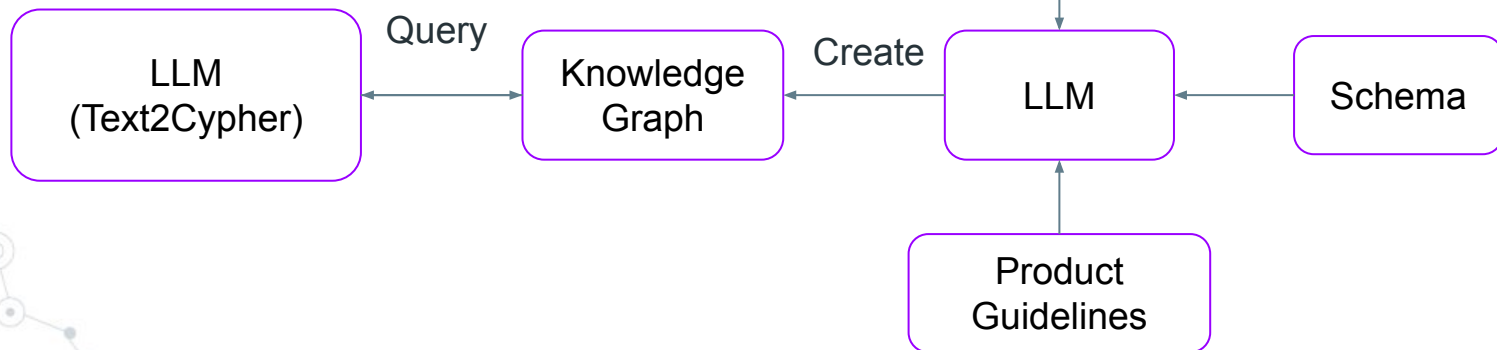 Query
LLM
(Text2Cypher)
Knowledge
Graph
Create
LLM
Schema
Product
Guidelines